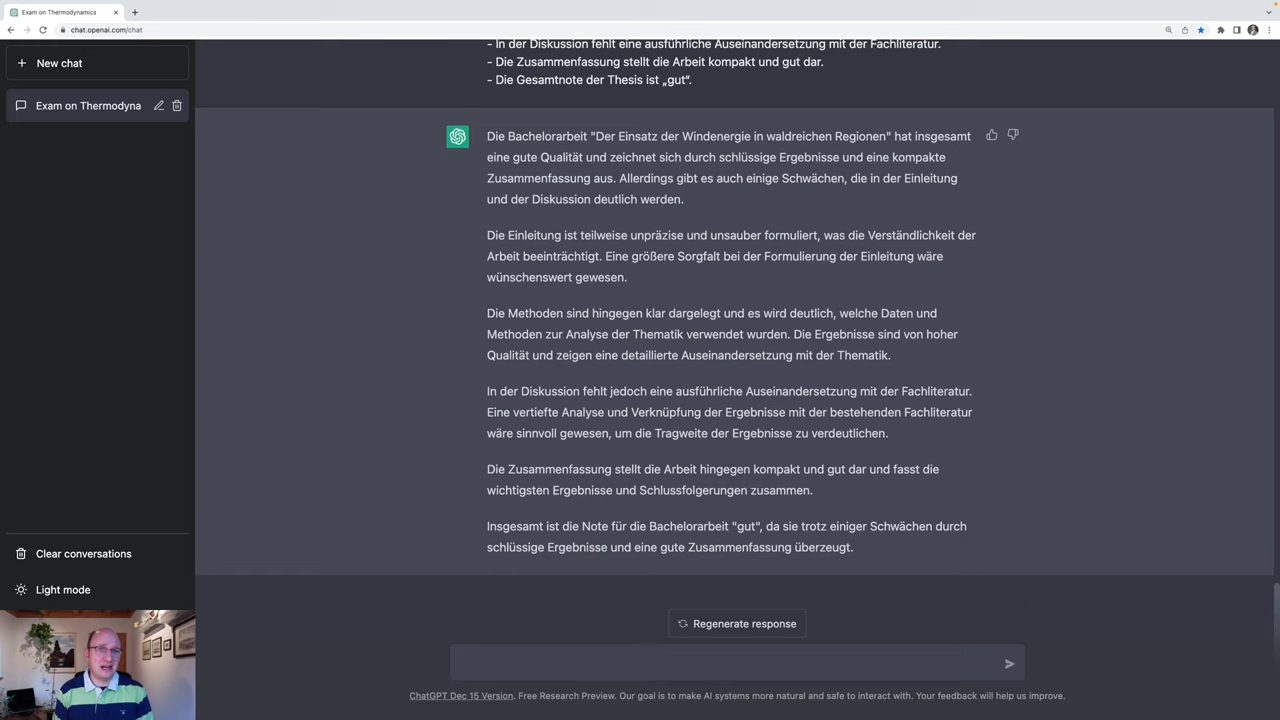 Exam on Thermodynamics
chat.openai.com/chat
New chat
Exam on Thermodyna
- In der Diskussion fehlt eine ausführliche Auseinandersetzung mit der Fachliteratur.
- Die Zusammenfassung stellt die Arbeit kompakt und gut dar.
- Die Gesamtnote der Thesis ist „gut“.
Die Bachelorarbeit "Der Einsatz der Windenergie in waldreichen Regionen" hat insgesamt
eine gute Qualität und zeichnet sich durch schlüssige Ergebnisse und eine kompakte
Zusammenfassung aus. Allerdings gibt es auch einige Schwächen, die in der Einleitung
und der Diskussion deutlich werden.
Die Einleitung ist teilweise unpräzise und unsauber formuliert, was die Verständlichkeit der
Arbeit beeinträchtigt. Eine größere Sorgfalt bei der Formulierung der Einleitung wäre
wünschenswert gewesen.
Die Methoden sind hingegen klar dargelegt und es wird deutlich, welche Daten und
Methoden zur Analyse der Thematik verwendet wurden. Die Ergebnisse sind von hoher
Qualität und zeigen eine detaillierte Auseinandersetzung mit der Thematik.
In der Diskussion fehlt jedoch eine ausführliche Auseinandersetzung mit der Fachliteratur.
Eine vertiefte Analyse und Verknüpfung der Ergebnisse mit der bestehenden Fachliteratur
wäre sinnvoll gewesen, um die Tragweite der Ergebnisse zu verdeutlichen.
Die Zusammenfassung stellt die Arbeit hingegen kompakt und gut dar und fasst die
wichtigsten Ergebnisse und Schlussfolgerungen zusammen.
Insgesamt ist die Note für die Bachelorarbeit "gut", da sie trotz einiger Schwächen durch
schlüssige Ergebnisse und eine gute Zusammenfassung überzeugt.
Clear conversations
Light mode
Regenerate response
ChatGPT Dec 15 Version. Free Research Preview. Our goal is to make AI systems more natural and safe to interact with. Your feedback will help us improve.